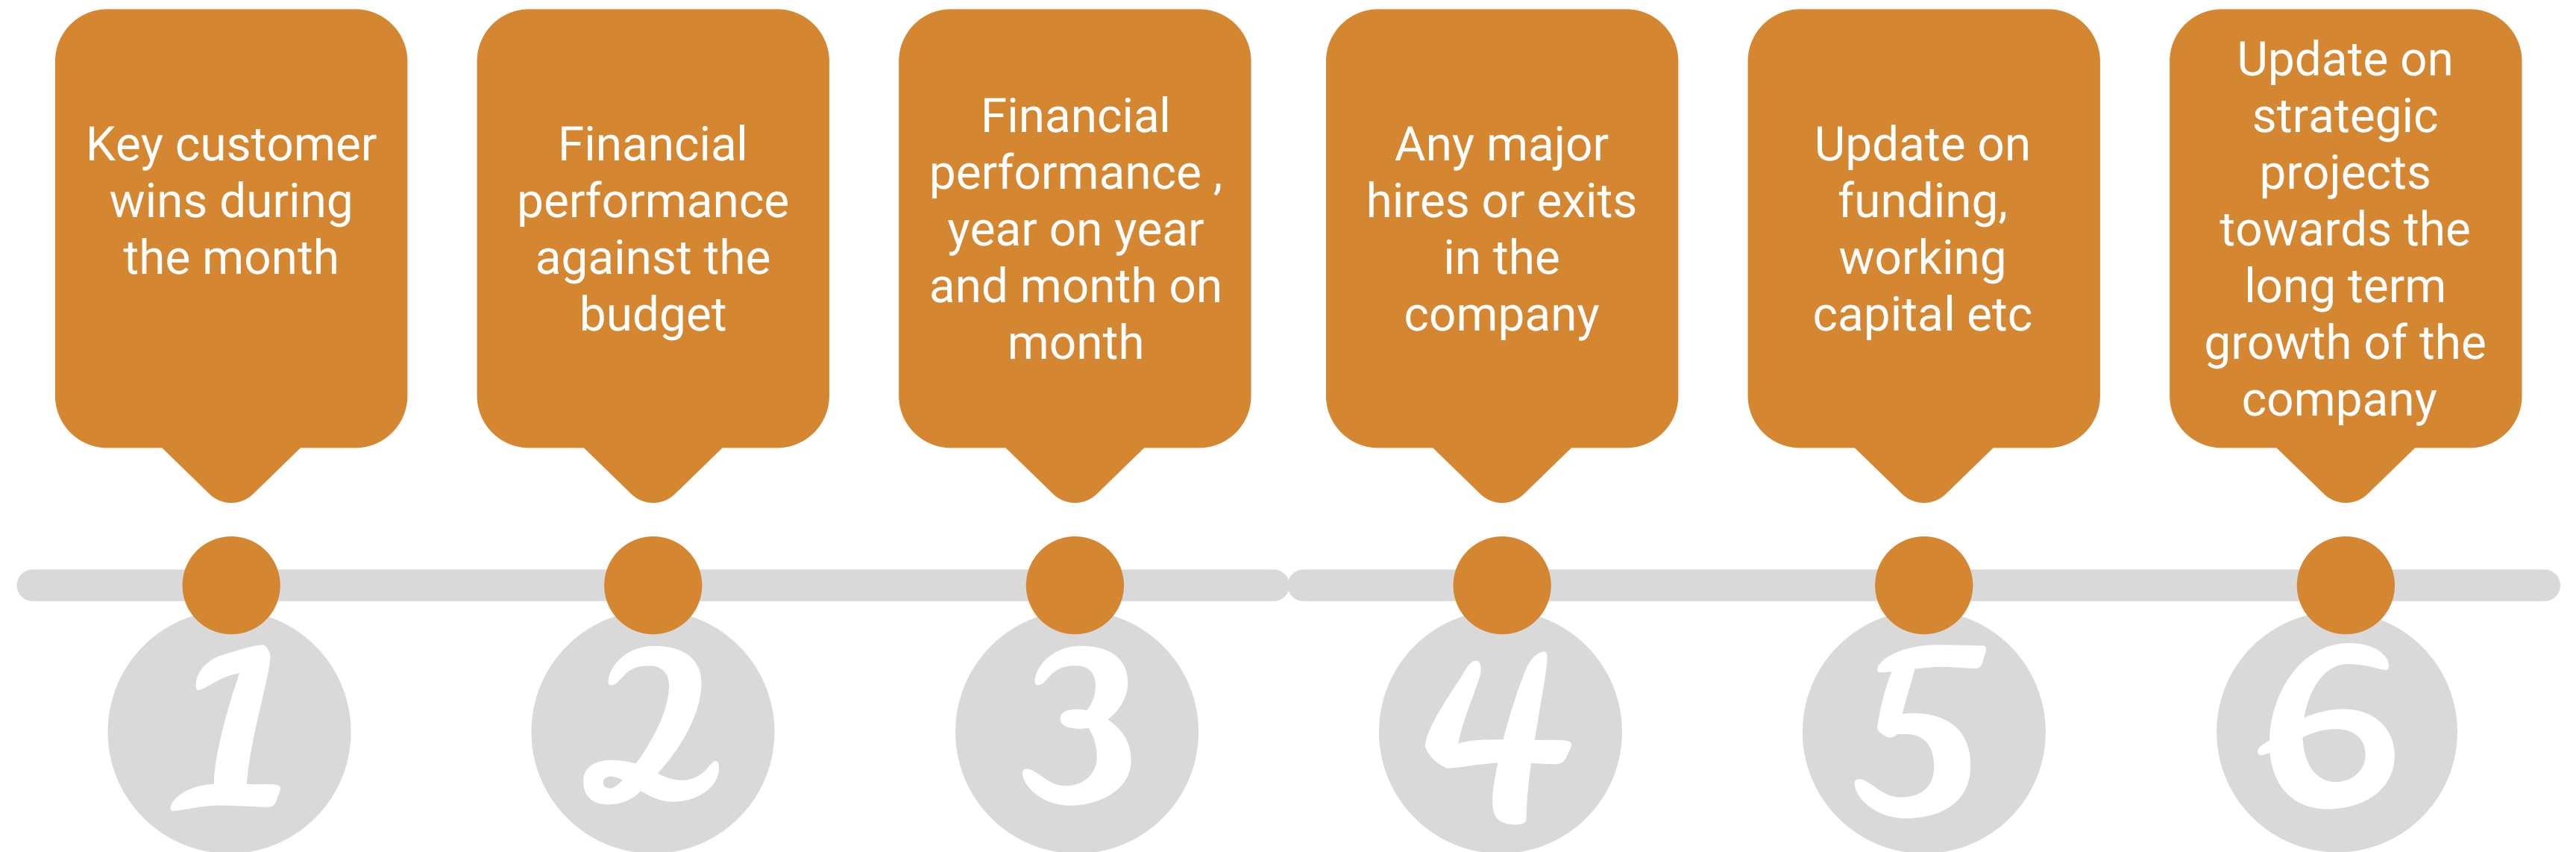 Key customer
wins during
the month
Financial
performance
against the
budget
Financial
performance ,
year on year
and month on
month
Any major
hires or exits
in the
company
Update on
funding,
working
capital etc
Update on
strategic
projects
towards the
long term
growth of the
company
1
2
3
4
5
6